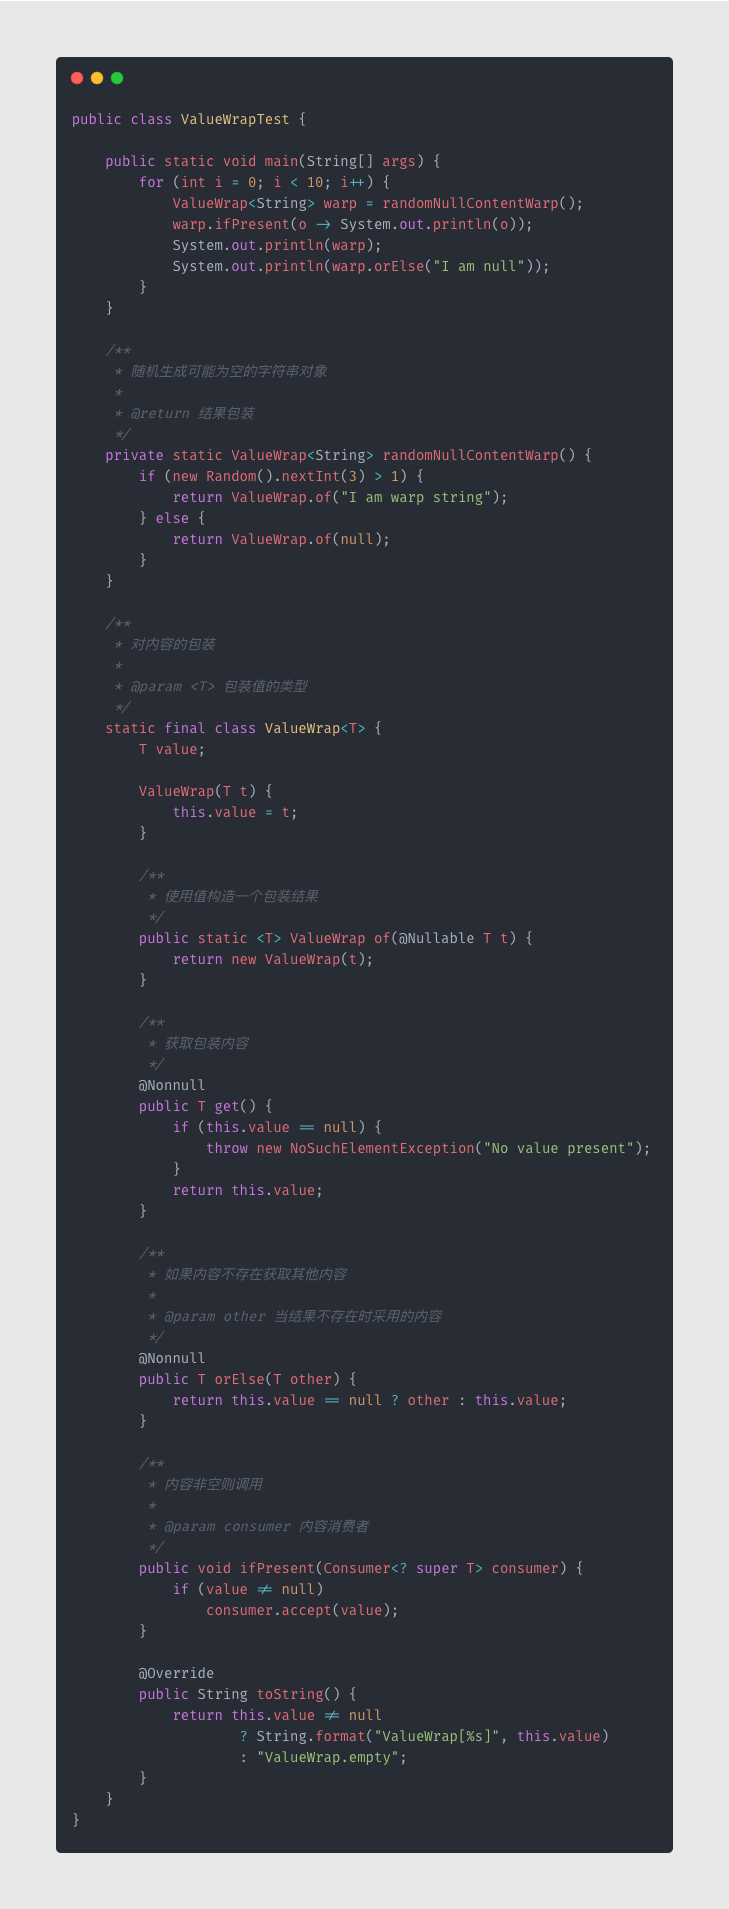 public class ValueWrapTest {
    public static void main(String[] args) {
        for (int i = 0; i < 10; i++) {
            ValueWrap<String> warp = randomNullContentWarp();
            warp.ifPresent(o -> System.out.println(o));
            System.out.println(warp);
            System.out.println(warp.orElse("I am null"));
        }
    }
    /**
     * 随机生成可能为空的字符串对象
     *
     * @return 结果包装
     */
    private static ValueWrap<String> randomNullContentWarp() {
        if (new Random().nextInt(3) > 1) {
            return ValueWrap.of("I am warp string");
        } else {
            return ValueWrap.of(null);
        }
    }
    /**
     * 对内容的包装
     *
     * @param <T> 包装值的类型
     */
    static final class ValueWrap<T> {
        T value;
        ValueWrap(T t) {
            this.value = t;
        }
        /**
         * 使用值构造一个包装结果
         */
        public static <T> ValueWrap of(@Nullable T t) {
            return new ValueWrap(t);
        }
        /**
         * 获取包装内容
         */
        @Nonnull
        public T get() {
            if (this.value == null) {
                throw new NoSuchElementException("No value present");
            }
            return this.value;
        }
        /**
         * 如果内容不存在获取其他内容
         *
         * @param other 当结果不存在时采用的内容
         */
        @Nonnull
        public T orElse(T other) {
            return this.value == null ? other : this.value;
        }
        /**
         * 内容非空则调用
         *
         * @param consumer 内容消费者
         */
        public void ifPresent(Consumer<? super T> consumer) {
            if (value != null)
                consumer.accept(value);
        }
        @Override
        public String toString() {
            return this.value != null
                    ? String.format("ValueWrap[%s]", this.value)
                    : "ValueWrap.empty";
        }
    }
}